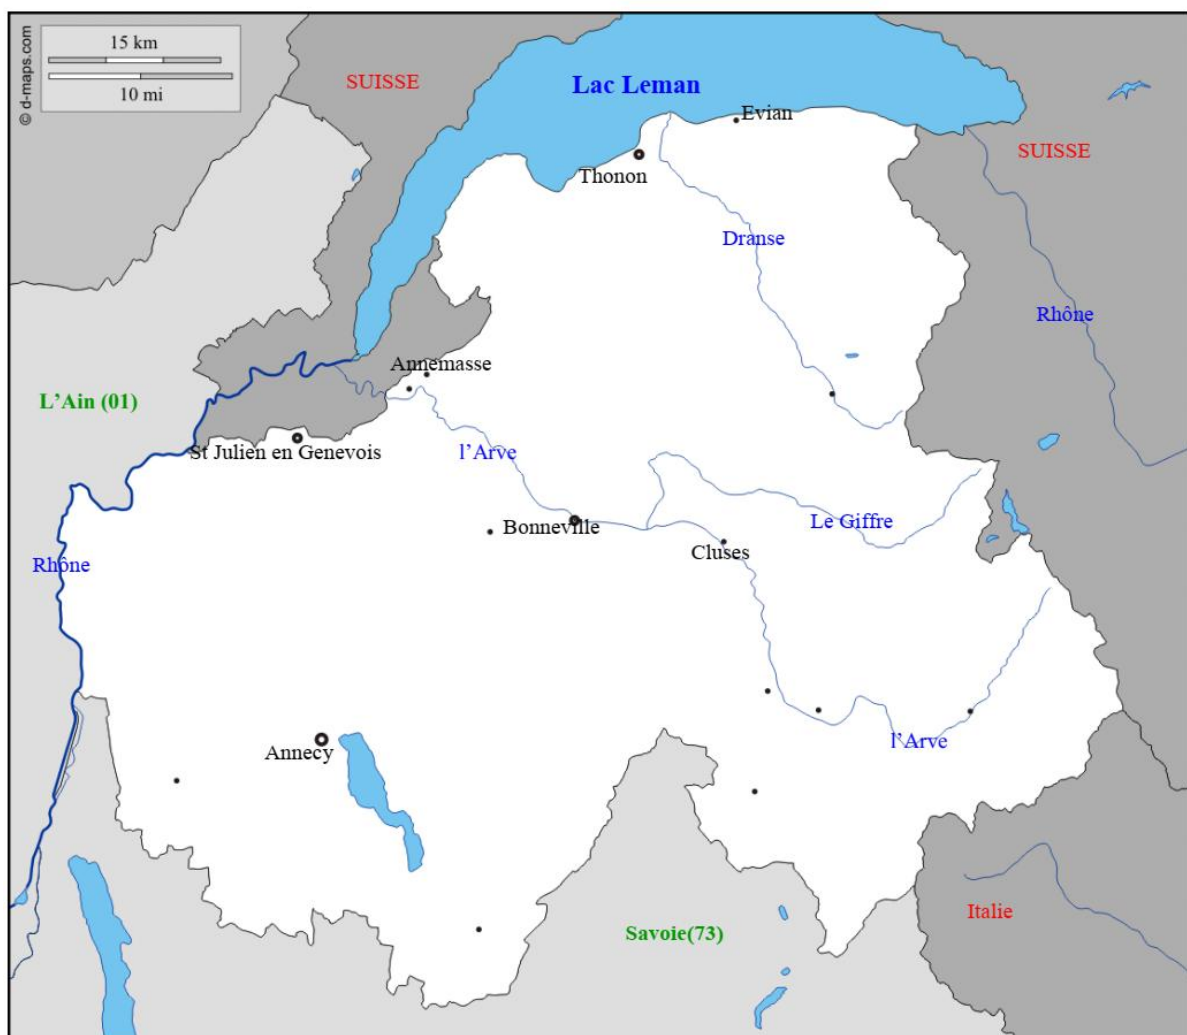 © d-maps.com
15 km
10 mi
SUISSE
Lac Leman
Evian
SUISSE
Thonon
Dranse
Rhône
Annemasse
L'Ain (01)
St Julien en Genevois
l'Arve
Bonneville
Le Giffre
Cluses
Rhône
Annecy
l'Arve
Italie
Savoie(73)